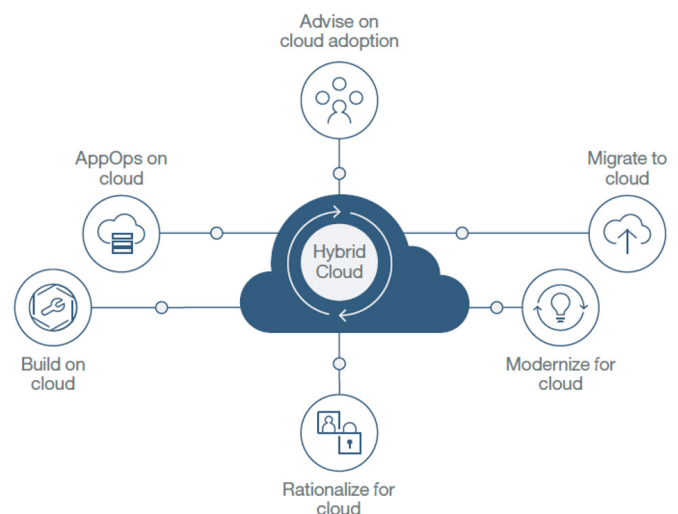 Advise on
cloud adoption
AppOps on
cloud
Migrate to
cloud
Hybrid
Cloud
Build on
cloud
Modernize for
cloud
Rationalize for
cloud